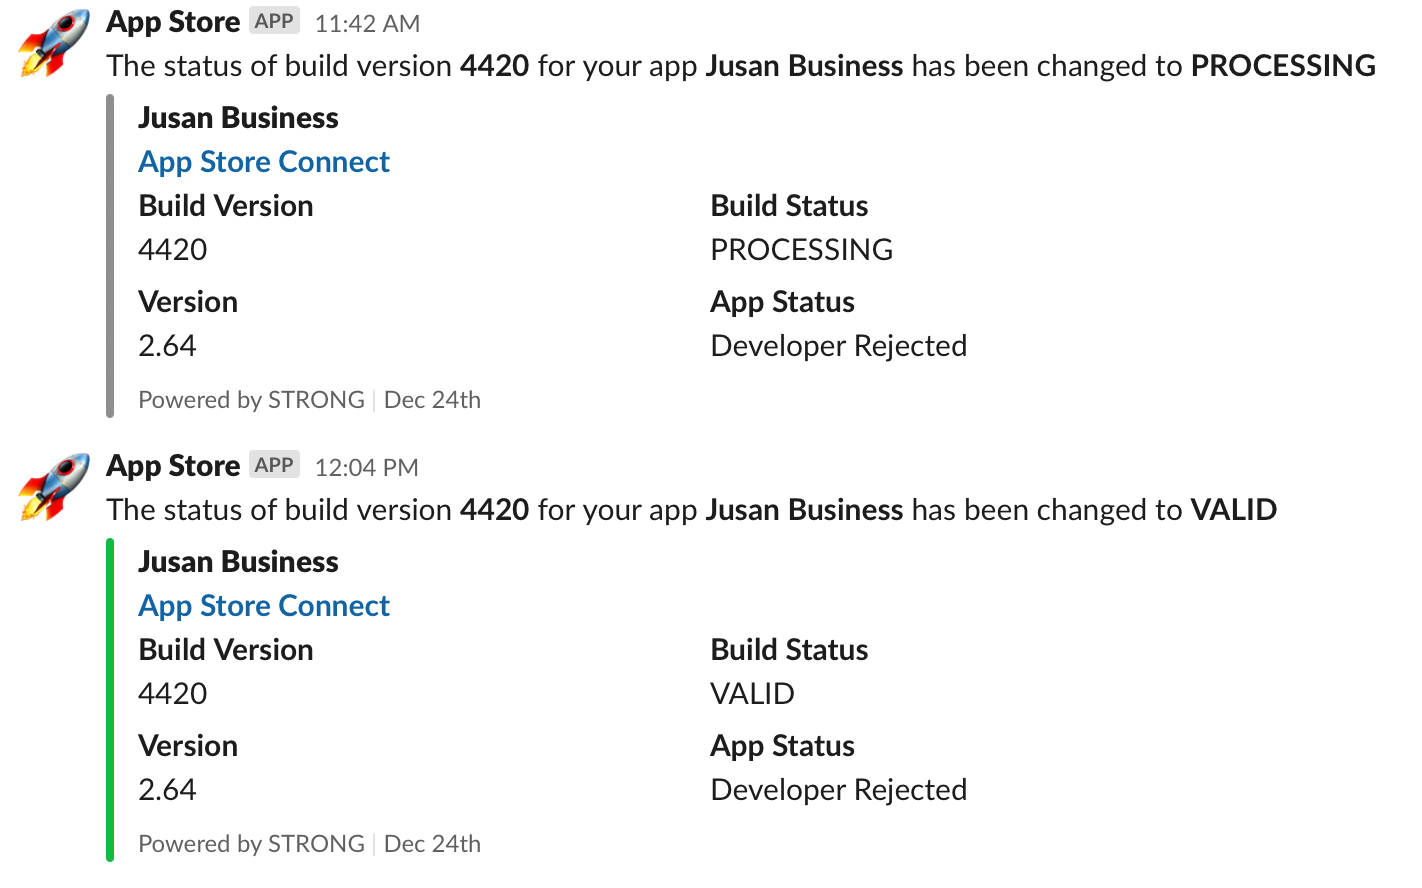 App Store APP 11:42 AM
The status of build version 4420 for your app Jusan Business has been changed to PROCESSING
Jusan Business
App Store Connect
Build Version Build Status
4420 PROCESSING
Version App Status
2.64 Developer Rejected
Powered by STRONG | Dec 24th
App Store APP 12:04 PM
The status of build version 4420 for your app Jusan Business has been changed to VALID
Jusan Business
App Store Connect
Build Version Build Status
4420 VALID
Version App Status
2.64 Developer Rejected
Powered by STRONG | Dec 24th